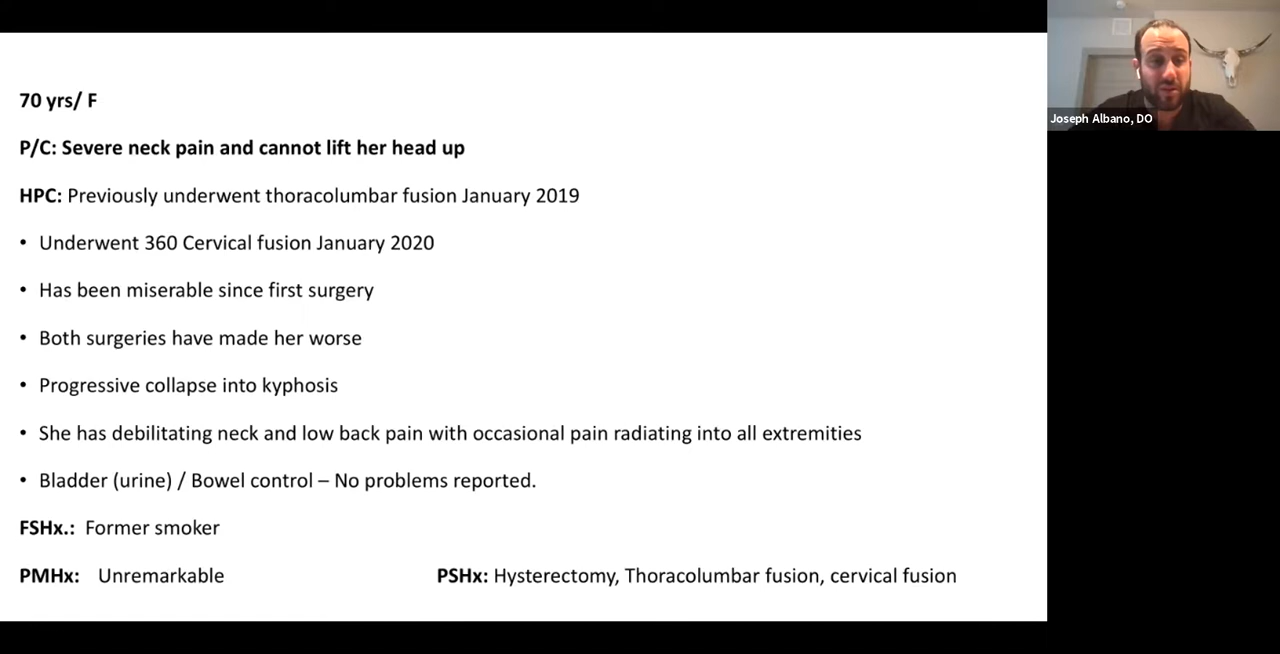 70 yrs/ F
P/C: Severe neck pain and cannot lift her head up
HPC: Previously underwent thoracolumbar fusion January 2019
• Underwent 360 Cervical fusion January 2020
• Has been miserable since first surgery
• Both surgeries have made her worse
• Progressive collapse into kyphosis
• She has debilitating neck and low back pain with occasional pain radiating into all extremities
• Bladder (urine) / Bowel control – No problems reported.
FSHx.: Former smoker
PMHx: Unremarkable PSHx: Hysterectomy, Thoracolumbar fusion, cervical fusion
Joseph Albano, DO